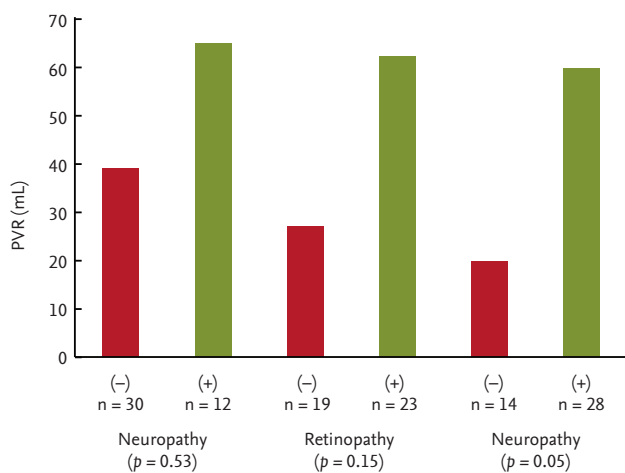 PVR (mL)
70
60
50
40
30
20
10
0
(–) (+) (–) (+) (–) (+)
n = 30 n = 12 n = 19 n = 23 n = 14 n = 28
Neuropathy Retinopathy Neuropathy
(p = 0.53) (p = 0.15) (p = 0.05)